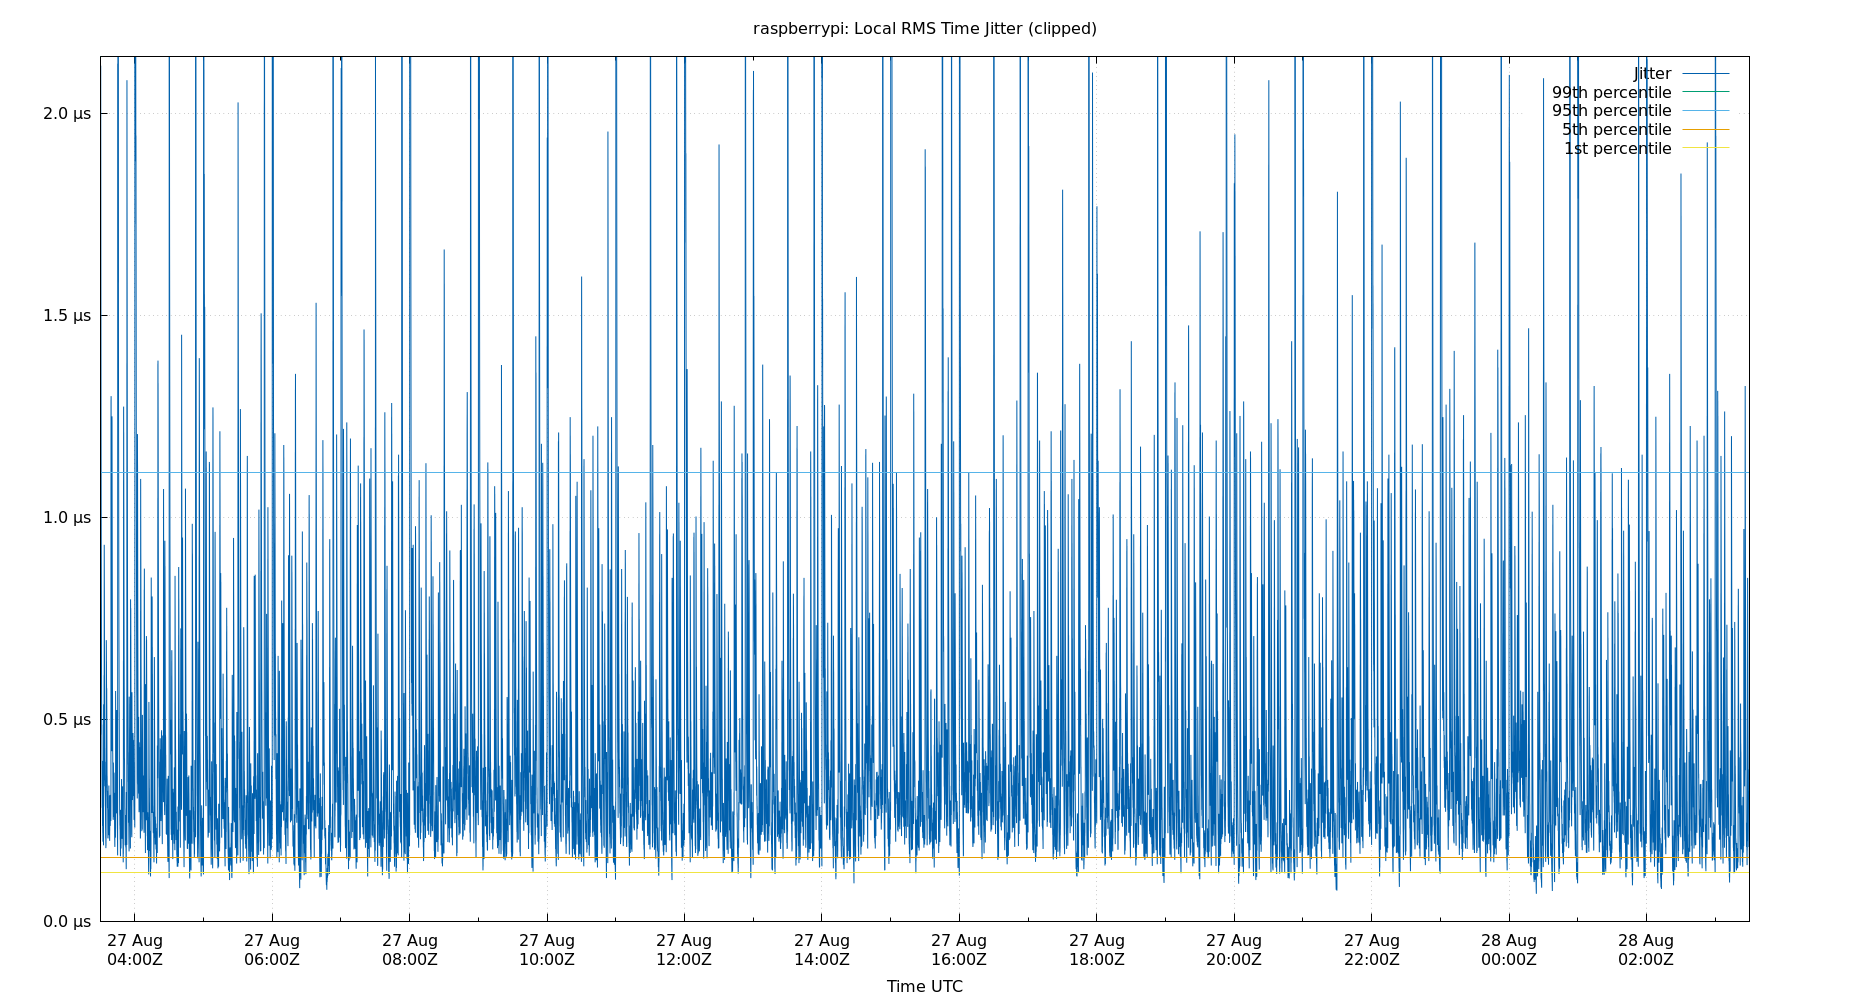 raspberrypi: Local RMS Time Jitter (clipped)
Jitter
99th percentile
95th percentile
5th percentile
1st percentile
2.0 µs
1.5 µs
1.0 µs
0.5 µs
0.0 µs
27 Aug 27 Aug 27 Aug 27 Aug 27 Aug 27 Aug 27 Aug 27 Aug 27 Aug 27 Aug 28 Aug 28 Aug
04:00Z 06:00Z 08:00Z 10:00Z 12:00Z 14:00Z 16:00Z 18:00Z 20:00Z 22:00Z 00:00Z 02:00Z
Time UTC